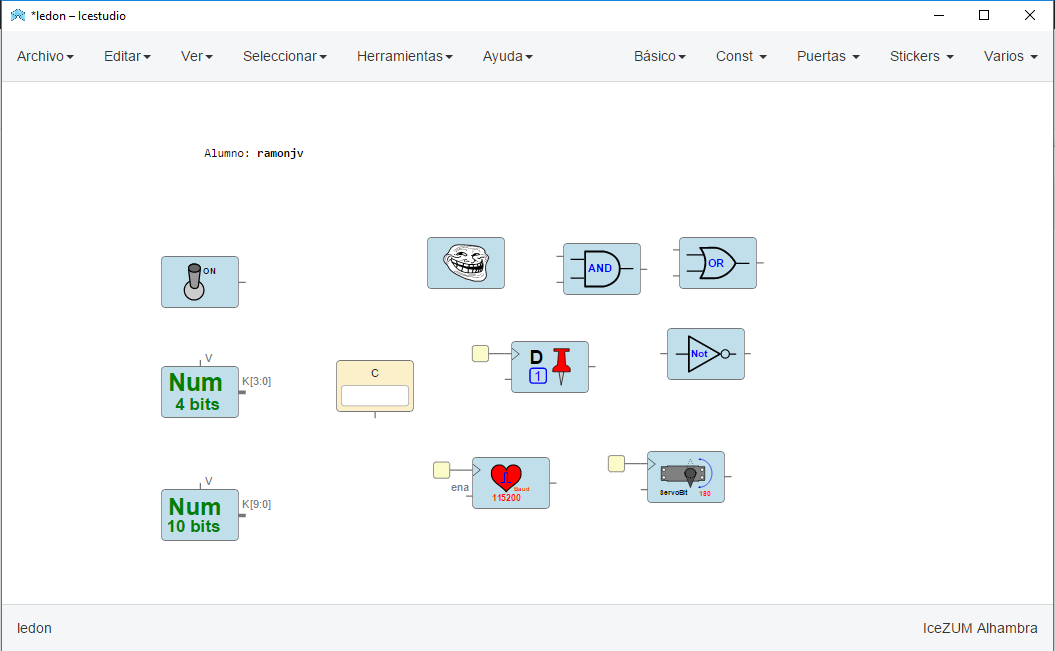 *ledon – Icestudio
Archivo Editar Ver Seleccionar Herramientas Ayuda Básico Const Puertas Stickers Varios
Alumno: ramonjv
ON
AND
OR
V
Num
4 bits
K[3:0]
C
D
1
Not
V
Num
10 bits
K[9:0]
ena
Baud
115200
ServoBit
180
ledon
IceZUM Alhambra